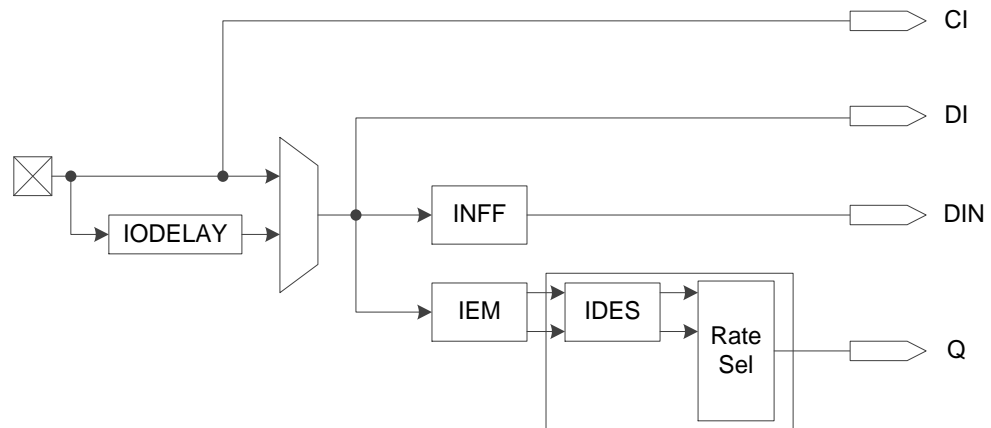 CI
DI
IODELAY
INFF
DIN
IEM
IDES
Rate
Sel
Q